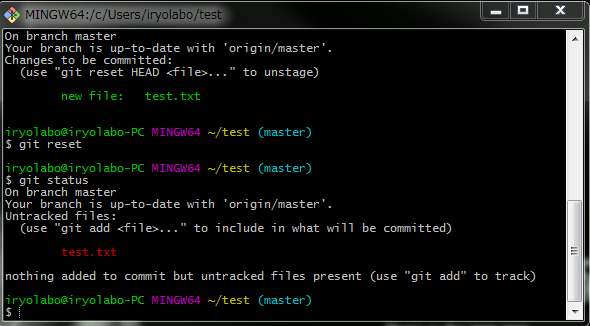 MINGW64:/c/Users/iryolabo/test
On branch master
Your branch is up-to-date with 'origin/master'.
Changes to be committed:
  (use "git reset HEAD <file>..." to unstage)
        new file:   test.txt
iryolabo@iryolabo-PC MINGW64 ~/test (master)
$ git reset
iryolabo@iryolabo-PC MINGW64 ~/test (master)
$ git status
On branch master
Your branch is up-to-date with 'origin/master'.
Untracked files:
  (use "git add <file>..." to include in what will be committed)
        test.txt
nothing added to commit but untracked files present (use "git add" to track)
iryolabo@iryolabo-PC MINGW64 ~/test (master)
$